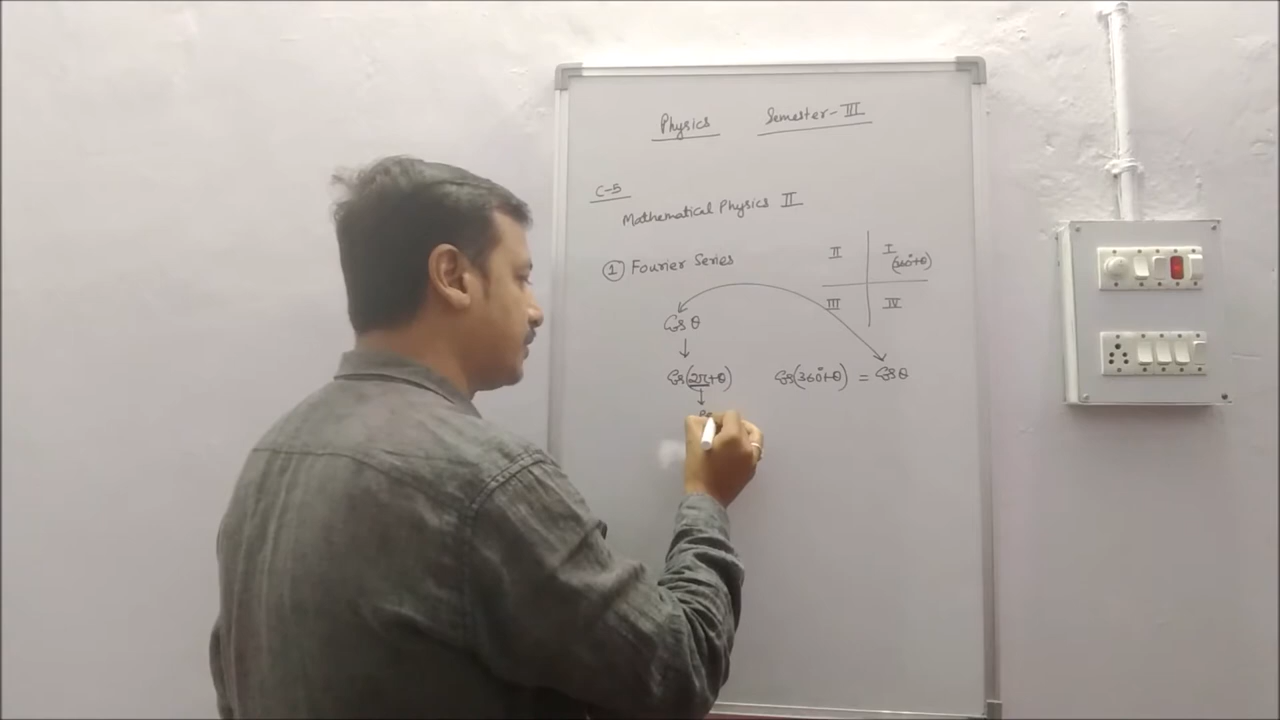 Physics Semester-III
C-5
Mathematical Physics II
① Fourier Series
II I
(360°+θ)
III IV
Cos θ
↓
Cos(2π+θ) Cos(360°+θ) = Cos θ
↓